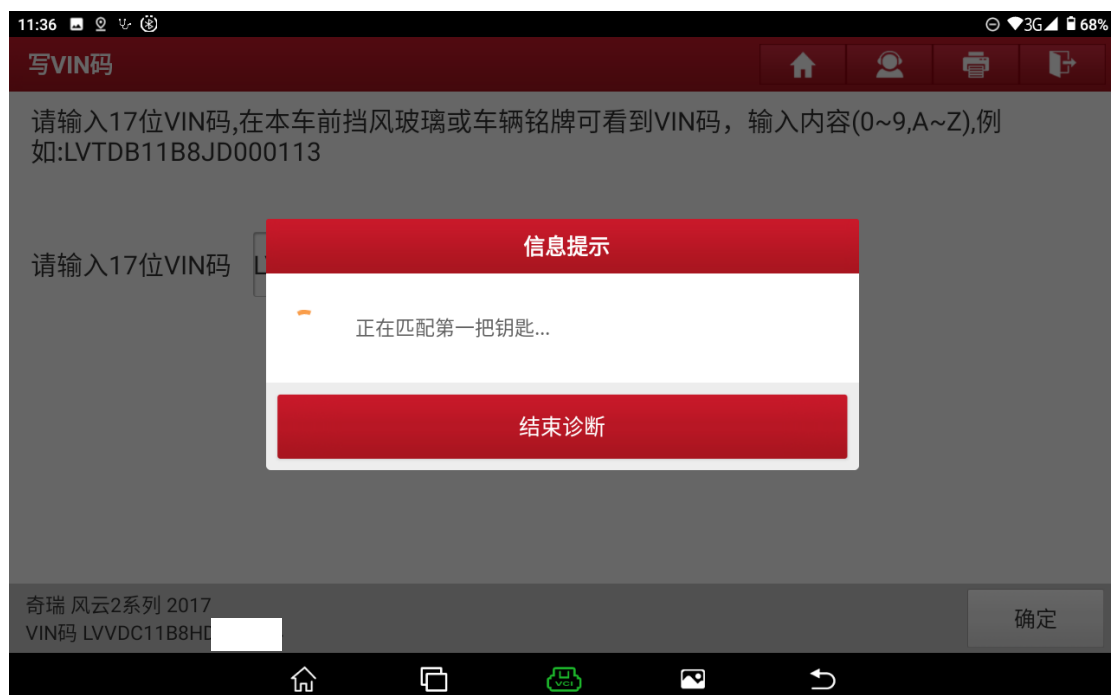 11:36
3G 68%
写VIN码
请输入17位VIN码,在本车前挡风玻璃或车辆铭牌可看到VIN码，输入内容(0~9,A~Z),例
如:LVTDB11B8JD000113
信息提示
请输入17位VIN码
正在匹配第一把钥匙...
结束诊断
奇瑞 风云2系列 2017
VIN码 LVVDC11B8HD
确定
VCI